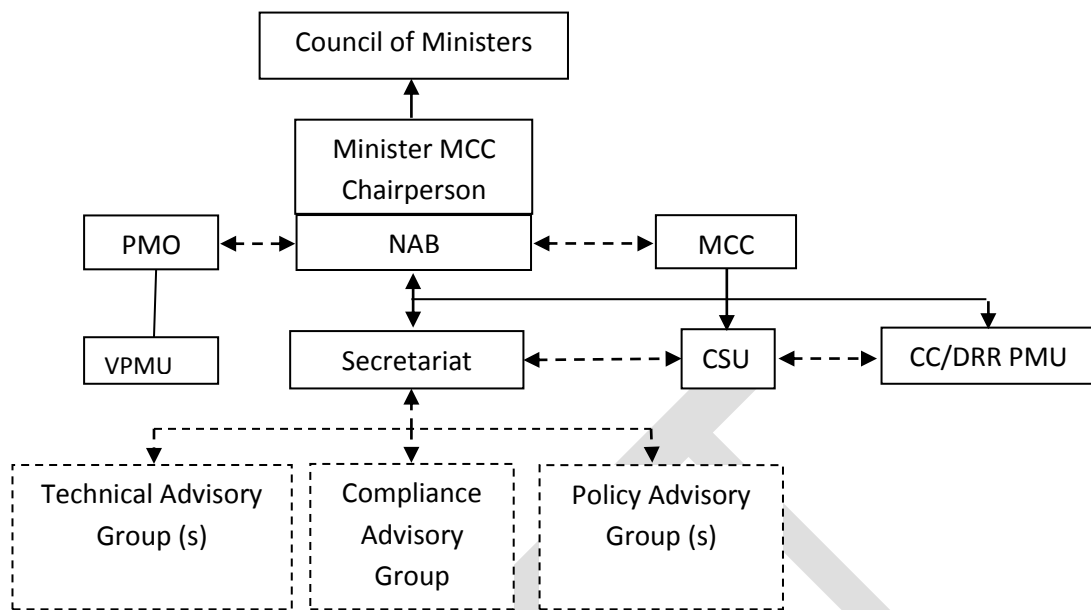 Council of Ministers
Minister MCC
Chairperson
PMO
NAB
MCC
VPMU
Secretariat
CSU
CC/DRR PMU
Technical Advisory
Group (s)
Compliance
Advisory
Group
Policy Advisory
Group (s)